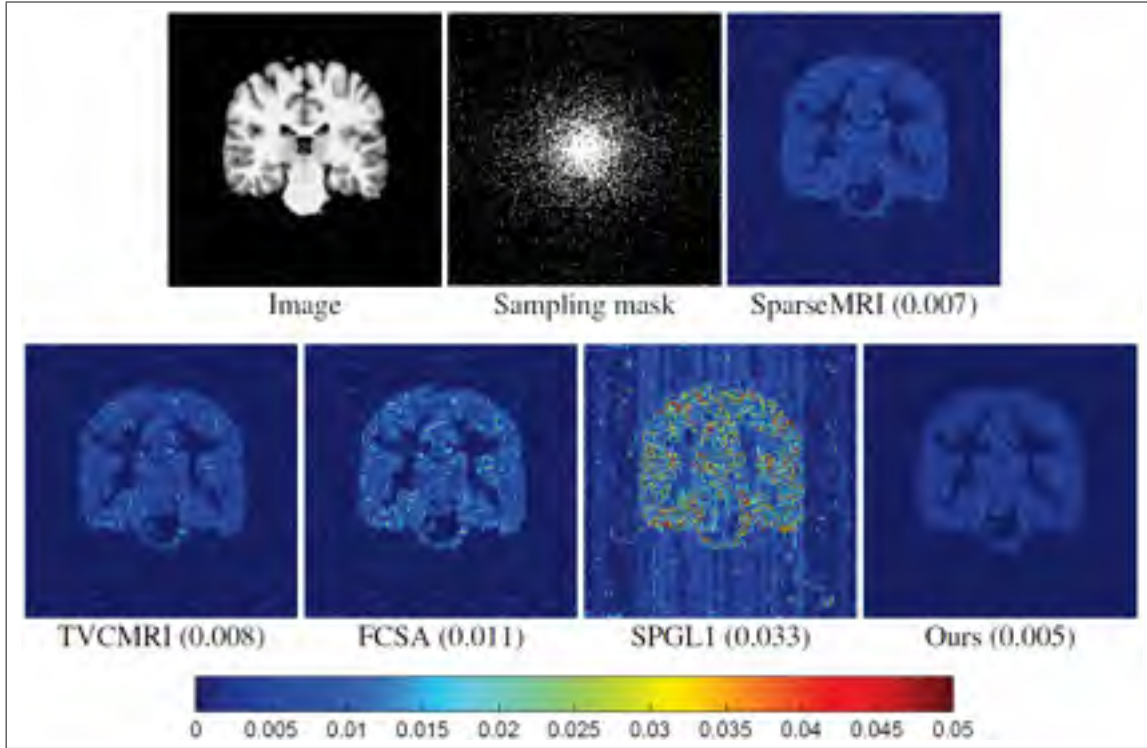 Image
Sampling mask
SparseMRI (0.007)
TVCMRI (0.008)
FCSA (0.011)
SPGL1 (0.033)
Ours (0.005)
0 0.005 0.01 0.015 0.02 0.025 0.03 0.035 0.04 0.045 0.05